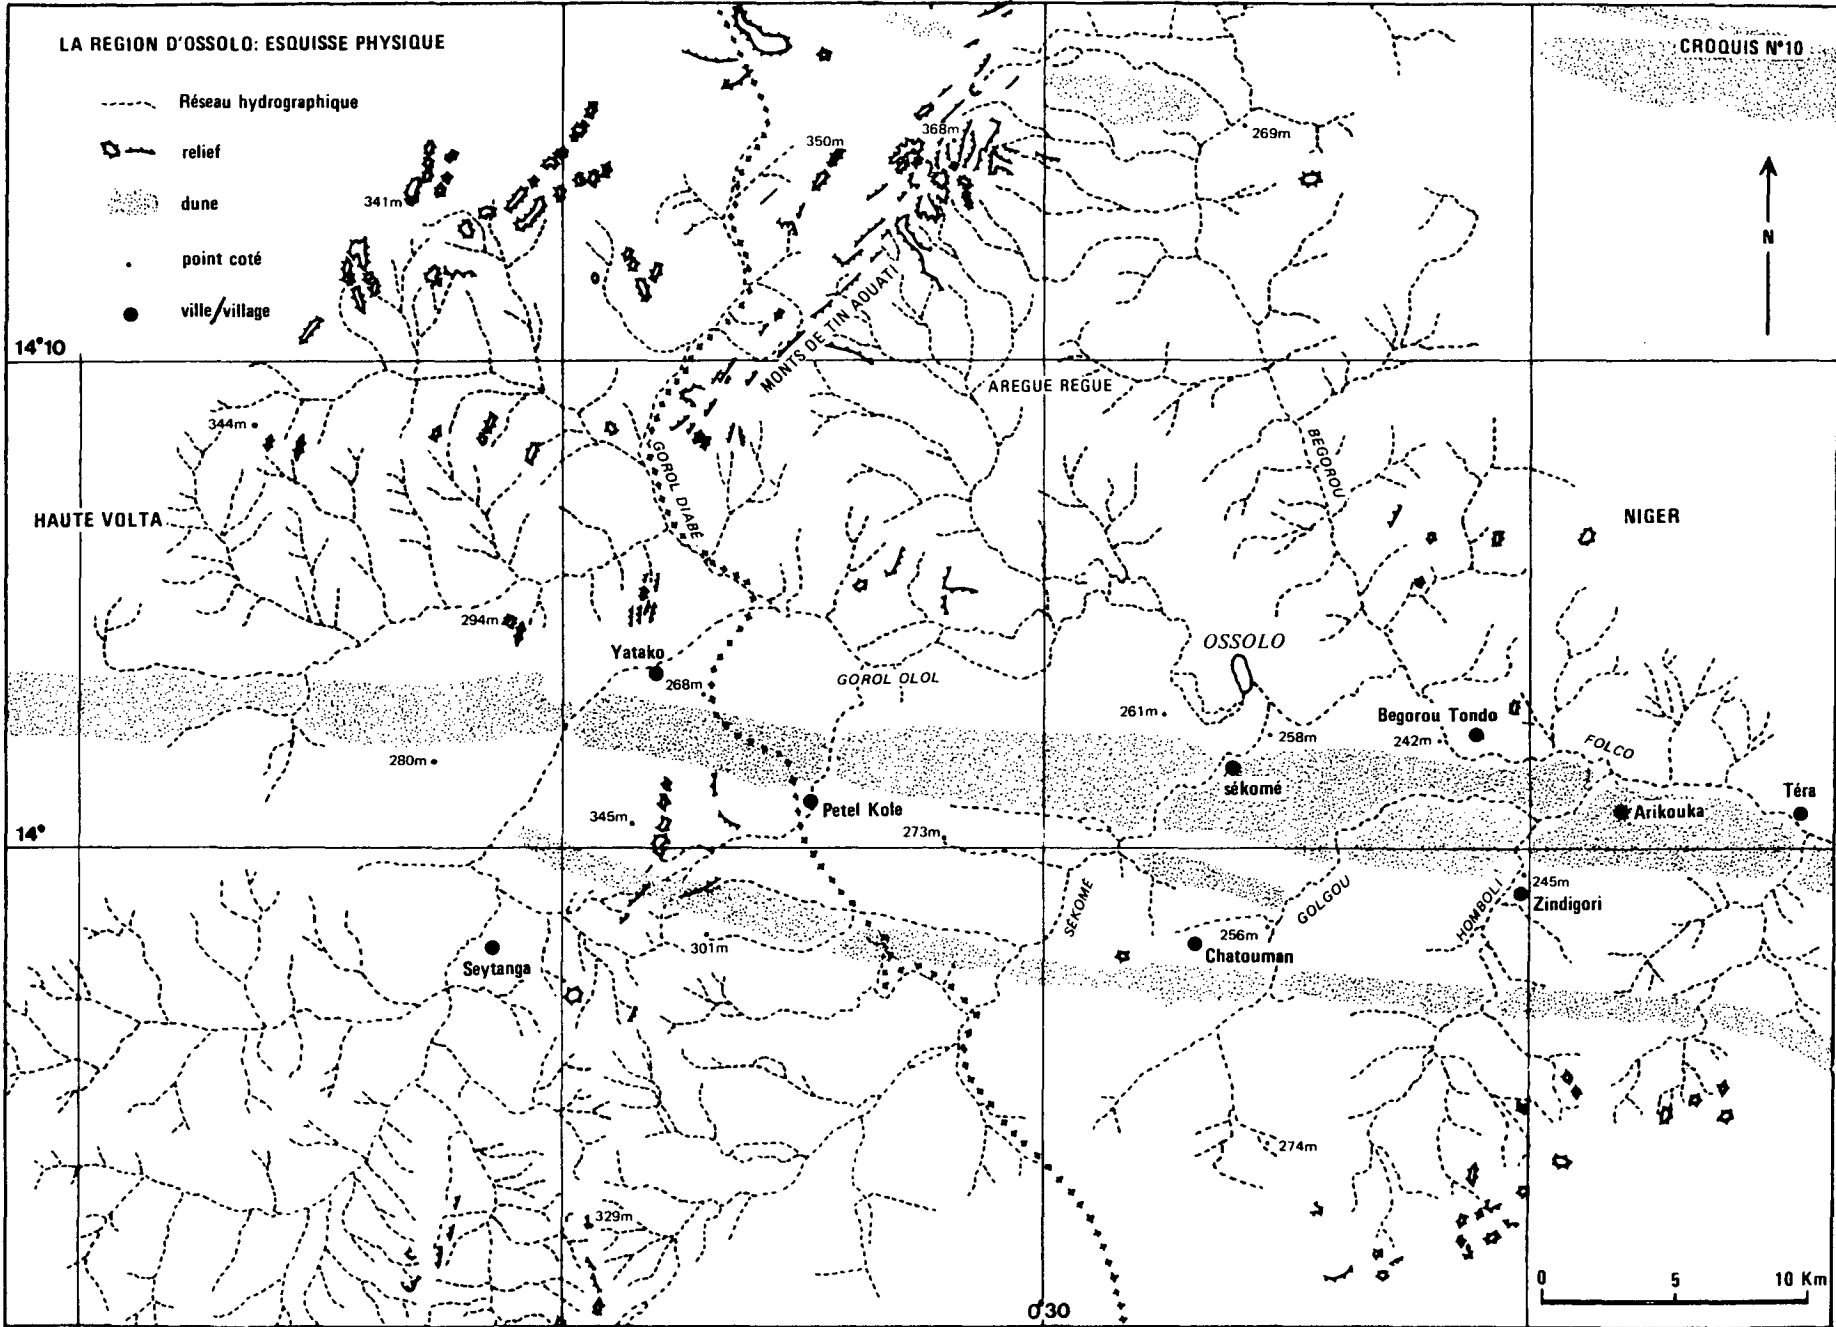 LA REGION D'OSSOLO: ESQUISSE PHYSIQUE
CROQUIS N°10
Réseau hydrographique
relief
dune
point coté
ville/village
N
368m
350m
269m
341m
MONTS DE TIN AOUATI
14°10
AREGUE REGUE
344m
GOROL DIABE
BEGOROU
HAUTE VOLTA
NIGER
294m
Yatako
OSSOLO
268m
GOROL OLOL
261m
Begorou Tondo
258m
242m
FOLCO
280m
sékomé
Téra
Petel Kole
345m
Arikouka
273m
14°
SÉKOMÉ
GOLGOU
HOMBOLI
245m
Zindigori
301m
256m
Chatouman
Seytanga
274m
329m
0 5 10 Km
0°30